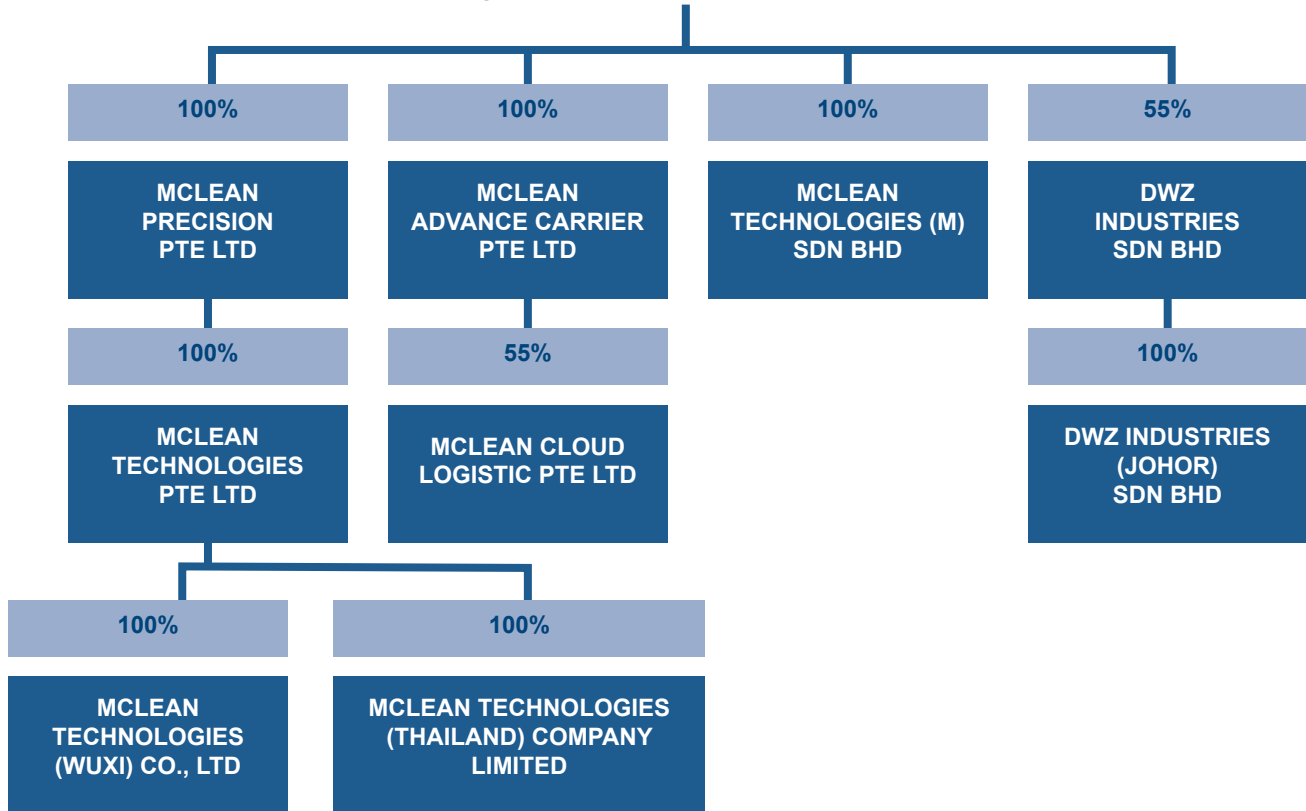 100%
100%
100%
55%
MCLEAN
PRECISION
PTE LTD
MCLEAN
ADVANCE CARRIER
PTE LTD
MCLEAN
TECHNOLOGIES (M)
SDN BHD
DWZ
INDUSTRIES
SDN BHD
100%
55%
100%
MCLEAN
TECHNOLOGIES
PTE LTD
MCLEAN CLOUD
LOGISTIC PTE LTD
DWZ INDUSTRIES
(JOHOR)
SDN BHD
100%
100%
MCLEAN
TECHNOLOGIES
(WUXI) CO., LTD
MCLEAN TECHNOLOGIES
(THAILAND) COMPANY
LIMITED